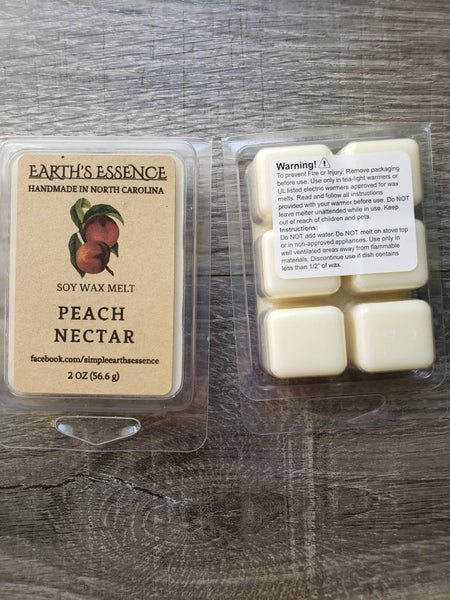 EARTH'S ESSENCE
HANDMADE IN NORTH CAROLINA
SOY WAX MELT
PEACH
NECTAR
facebook.com/simpleearthsessence
2 OZ (56.6 g)
Warning! ⚠
To prevent Fire or Injury: Remove packaging
before use. Use only in tea-light warmers or
UL listed electric warmers approved for wax
melts. Read and follow all instructions
provided with your warmer before use. Do NOT
leave melter unattended while in use. Keep
out of reach of children and pets.
Instructions:
Do NOT add water. Do NOT melt on stove top
or in non-approved appliances. Use only in
well ventilated areas away from flammable
materials. Discontinue use if dish contains
less than 1/2" of wax.